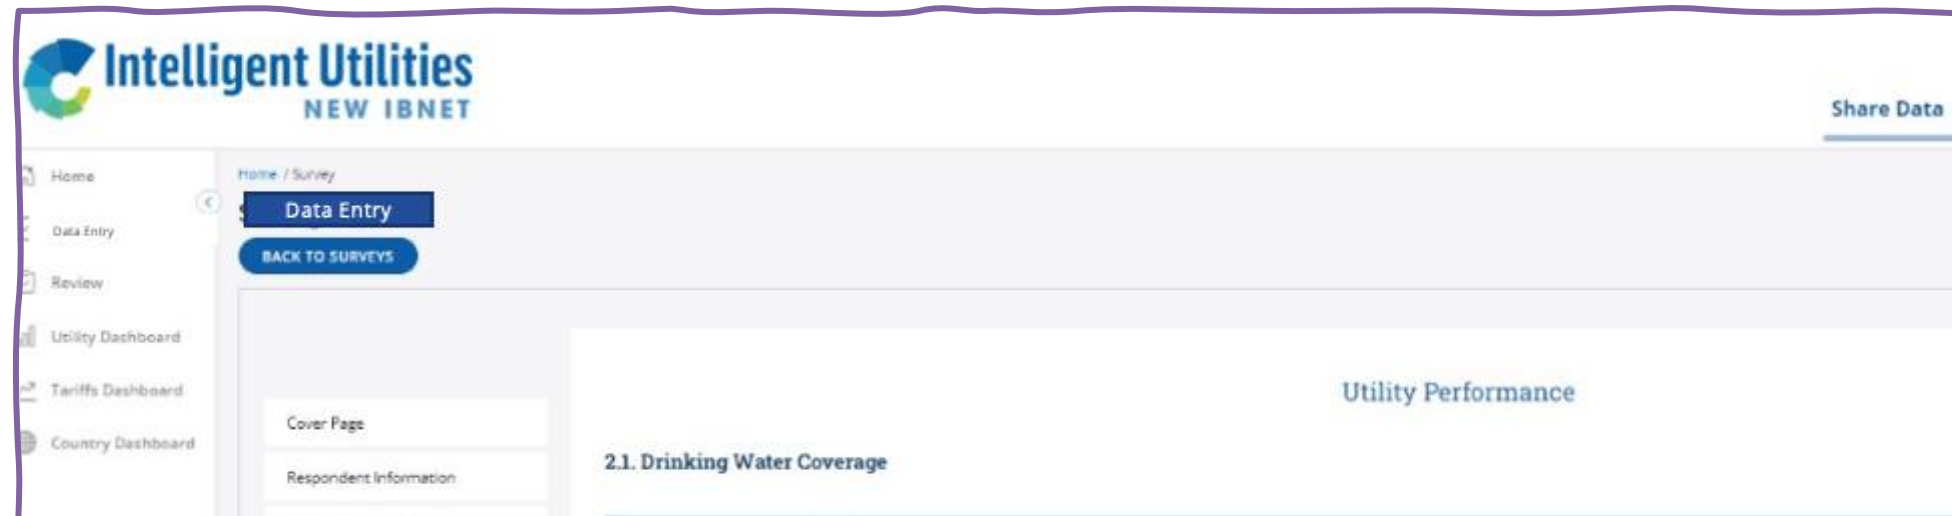 Intelligent Utilities
NEW IBNET
Share Data
Home
Data Entry
Review
Utility Dashboard
Tariffs Dashboard
Country Dashboard
Home / Survey
Data Entry
BACK TO SURVEYS
Cover Page
Respondent Information
Utility Performance
2.1. Drinking Water Coverage